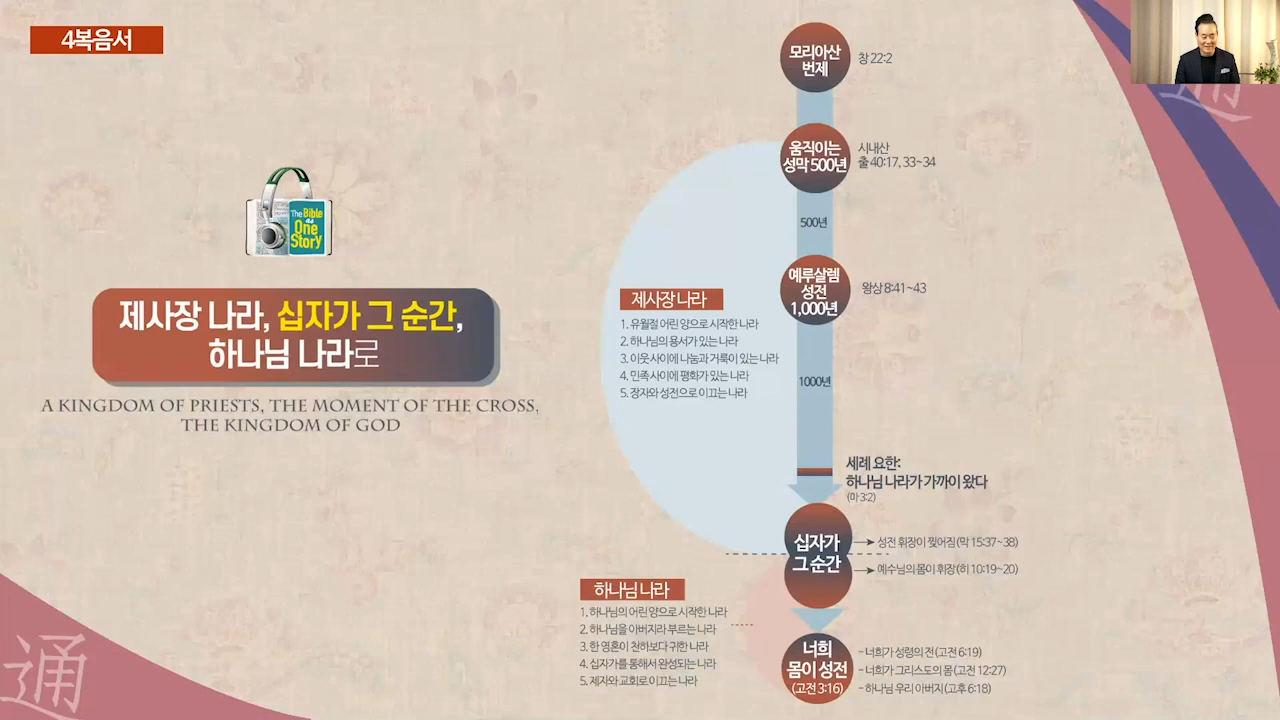 4복음서
The Bible
as
One
Story
제사장 나라, 십자가 그 순간,
하나님 나라로
A KINGDOM OF PRIESTS, THE MOMENT OF THE CROSS,
THE KINGDOM OF GOD
모리아산
번제
창 22:2
움직이는
성막 500년
시내산
출 40:17, 33~34
500년
예루살렘
성전
1,000년
왕상 8:41~43
제사장 나라
1. 유월절 어린 양으로 시작한 나라
2. 하나님의 용서가 있는 나라
3. 이웃 사이에 나눔과 거룩이 있는 나라
4. 민족 사이에 평화가 있는 나라
5. 장자와 성전으로 이끄는 나라
1000년
세례 요한:
하나님 나라가 가까이 왔다
(마 3:2)
십자가
그 순간
성전 휘장이 찢어짐 (막 15:37~38)
예수님의 몸이 휘장 (히 10:19~20)
하나님 나라
1. 하나님의 어린 양으로 시작한 나라
2. 하나님을 아버지라 부르는 나라
3. 한 영혼이 천하보다 귀한 나라
4. 십자가를 통해서 완성되는 나라
5. 제자와 교회로 이끄는 나라
너희
몸이 성전
(고전 3:16)
- 너희가 성령의 전 (고전 6:19)
- 너희가 그리스도의 몸 (고전 12:27)
- 하나님 우리 아버지 (고후 6:18)
通
通